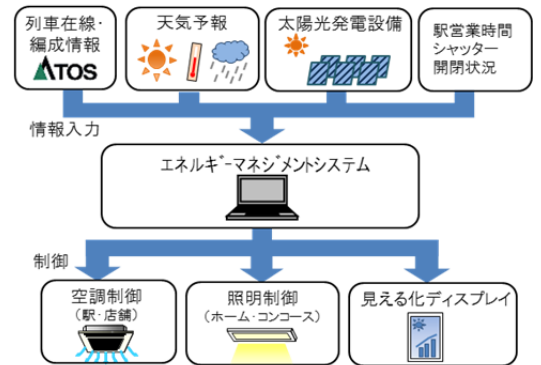 列車在線・
編成情報
ATOS
天気予報
太陽光発電設備
駅営業時間
シャッター
開閉状況
情報入力
エネルギーマネジメントシステム
制御
空調制御
(駅・店舗)
照明制御
(ホーム・コンコース)
見える化ディスプレイ